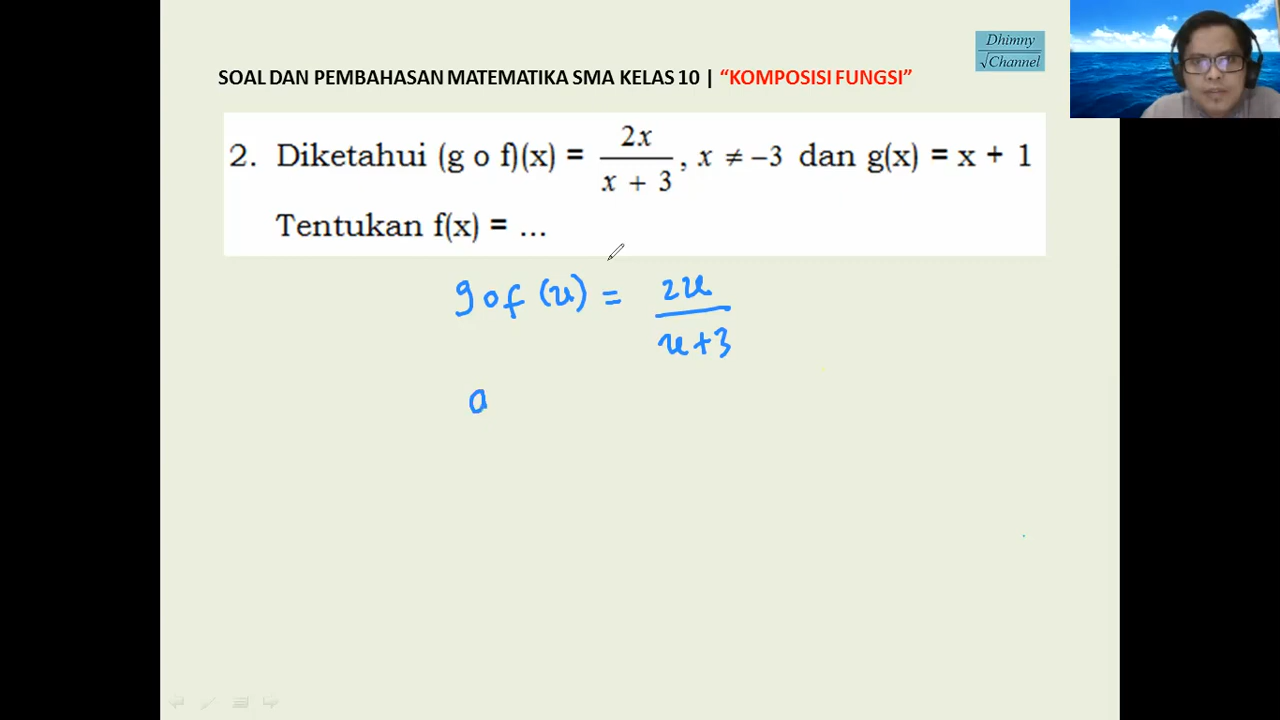 Dhimny
√Channel
SOAL DAN PEMBAHASAN MATEMATIKA SMA KELAS 10 | “KOMPOSISI FUNGSI”
2. Diketahui (g o f)(x) = 2x / x + 3 , x ≠ −3 dan g(x) = x + 1
Tentukan f(x) = ...
g o f (x) = 2x / x + 3
a